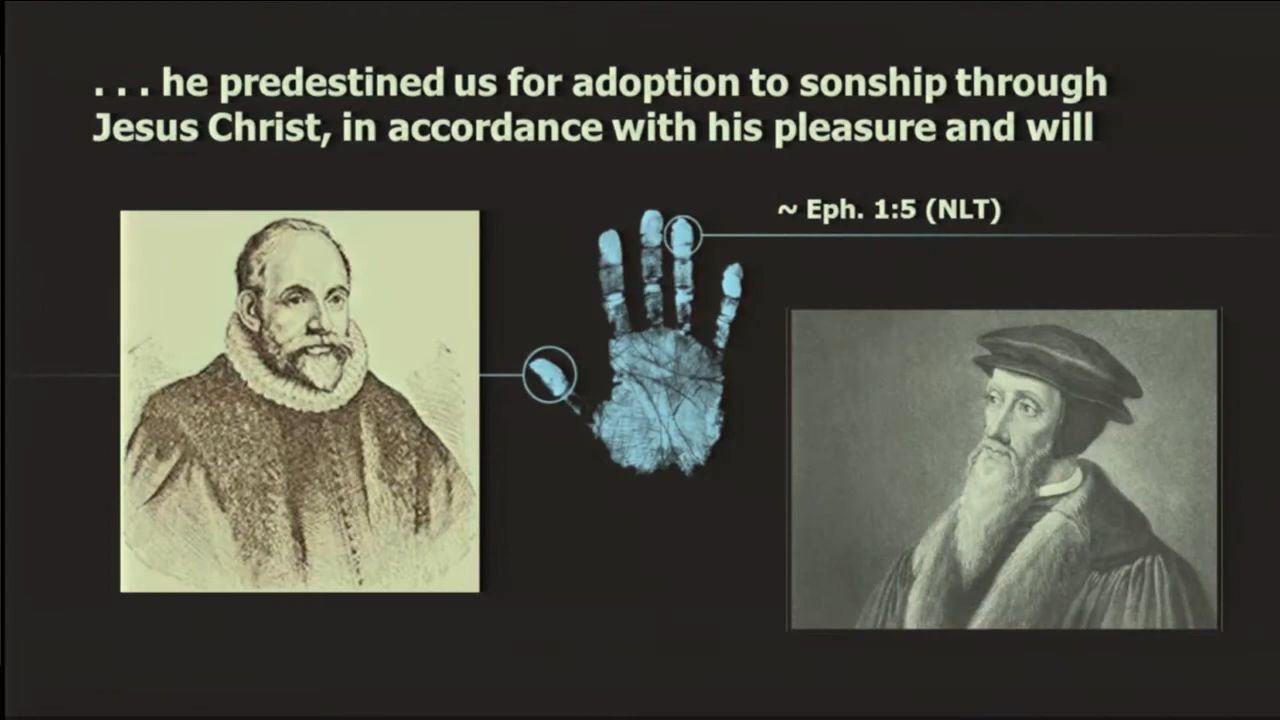 . . . he predestined us for adoption to sonship through
Jesus Christ, in accordance with his pleasure and will
~ Eph. 1:5 (NLT)